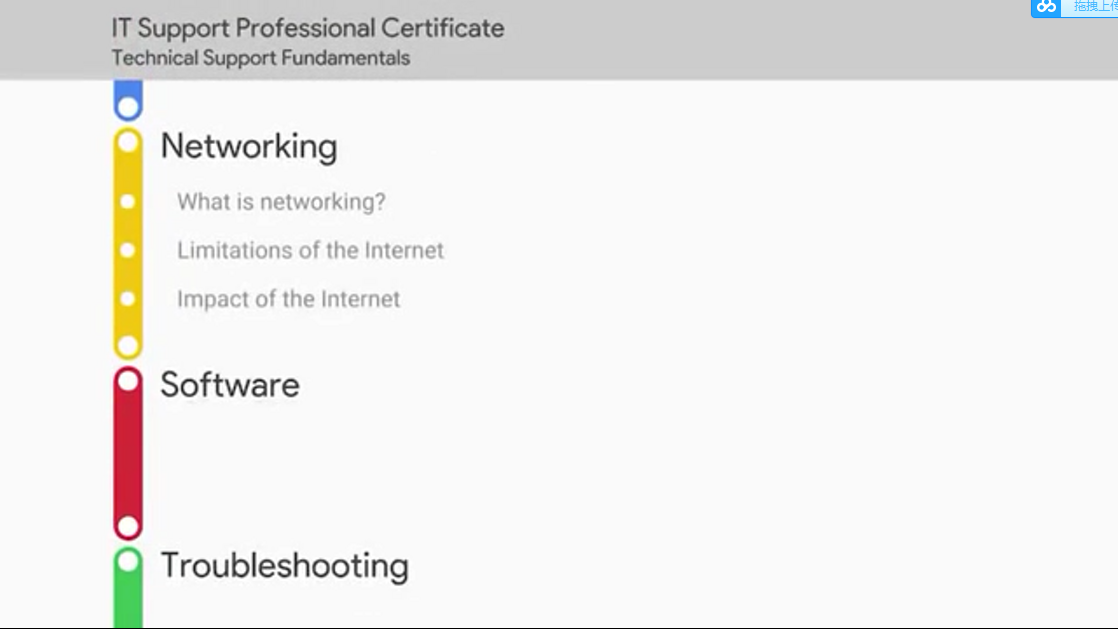 IT Support Professional Certificate
拖拽上传
Technical Support Fundamentals
Networking
What is networking?
Limitations of the Internet
Impact of the Internet
Software
Troubleshooting